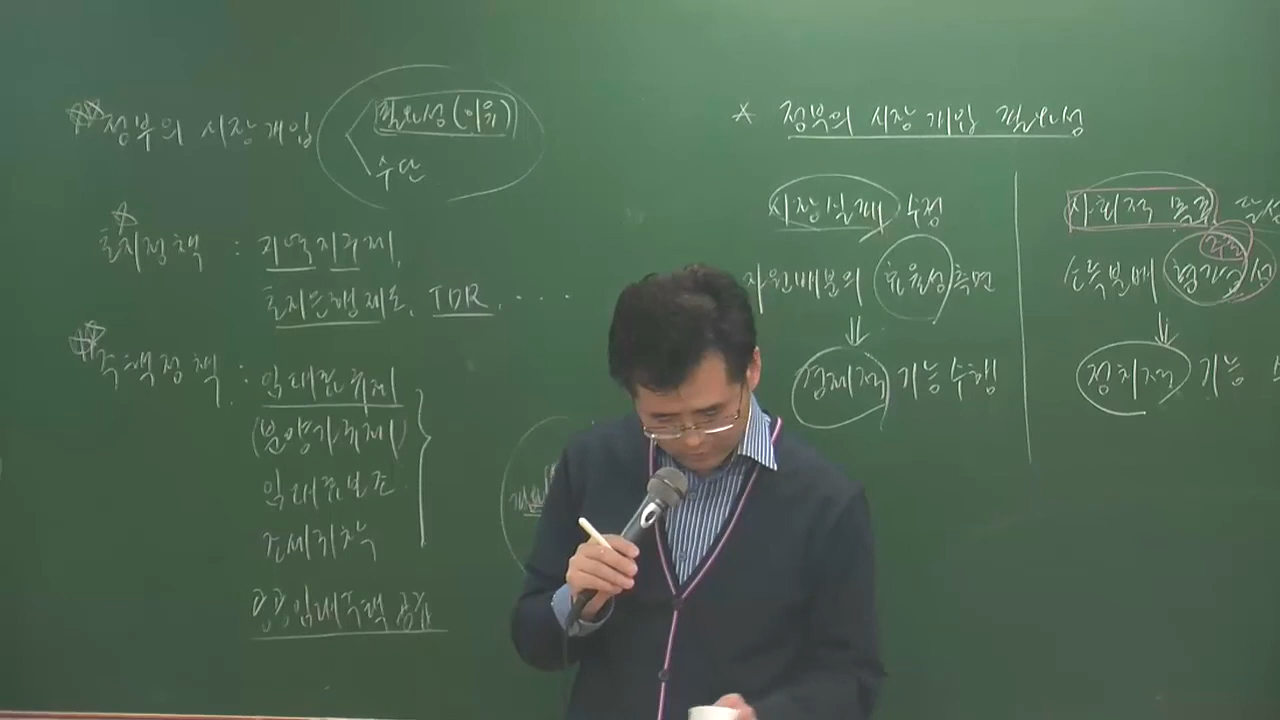 정부의 시장개입
필요성(이유)
수단
토지정책 : 지역지구제,
토지은행제도, TDR, ....
주택정책 : 임대료규제
(분양가규제)
임대료보조
조세귀착
공공임대주택 공급
* 정부의 시장 개입 필요성
시장실패 수정
자원배분의 효율성 측면
경제적 기능수행
사회적 목표 달성
소득분배 형평성
정치적 기능